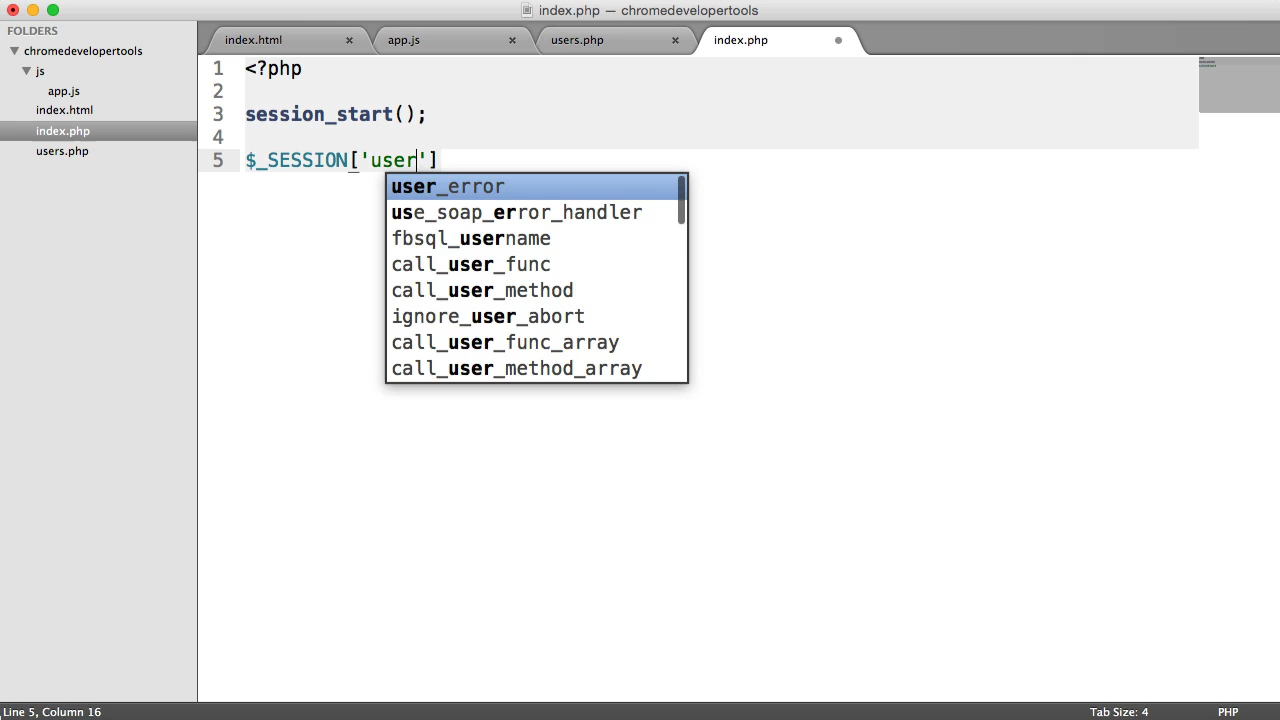 index.php — chromedevelopertools
FOLDERS
chromedevelopertools
js
app.js
index.html
index.php
users.php
index.html
app.js
users.php
index.php
1 <?php
2
3 session_start();
4
5 $_SESSION['user']
user_error
use_soap_error_handler
fbsql_username
call_user_func
call_user_method
ignore_user_abort
call_user_func_array
call_user_method_array
Line 5, Column 16
Tab Size: 4
PHP